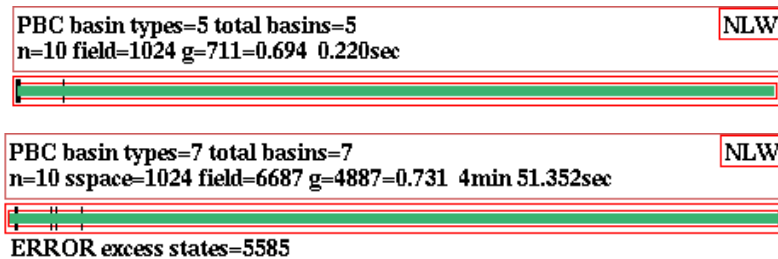 PBC basin types=5 total basins=5
NLW
n=10 field=1024 g=711=0.694 0.220sec
PBC basin types=7 total basins=7
NLW
n=10 sspace=1024 field=6687 g=4887=0.731 4min 51.352sec
ERROR excess states=5585